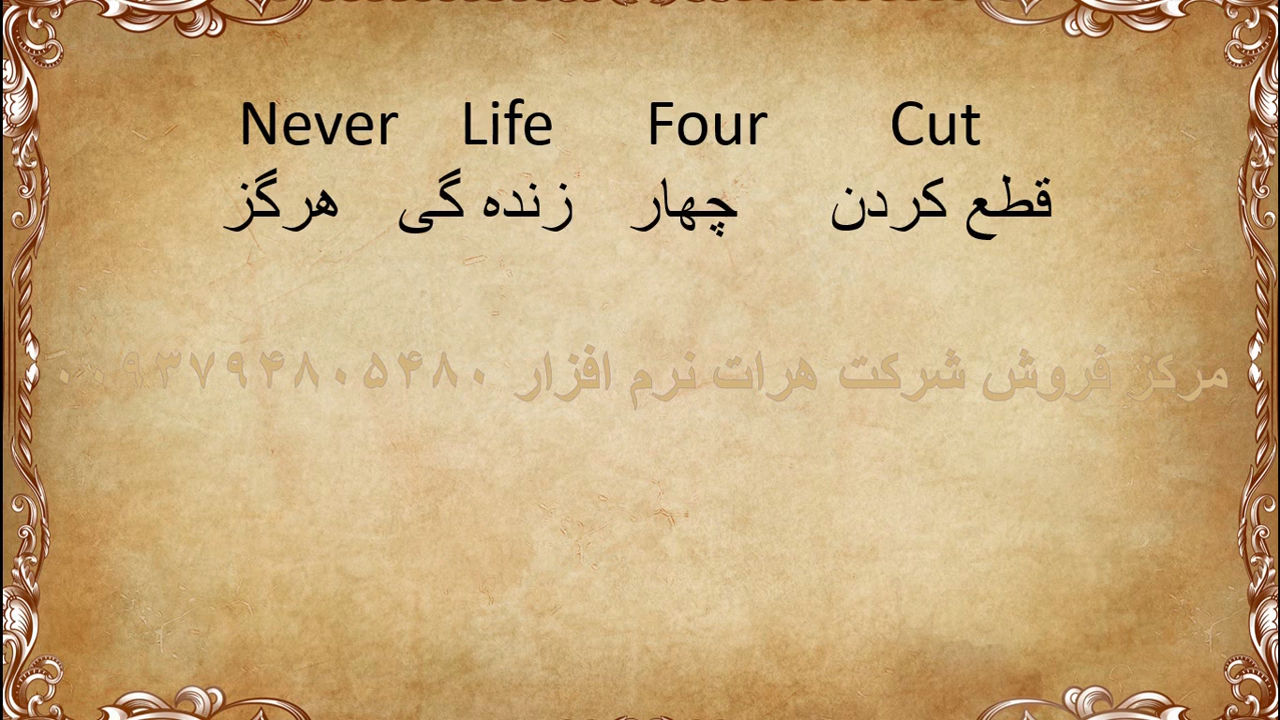 Never Life Four Cut
قطع کردن چهار زنده گی هرگز
مرکز فروش شرکت هرات نرم افزار ۰۰۹۳۷۹۴۸۰۵۴۸۰